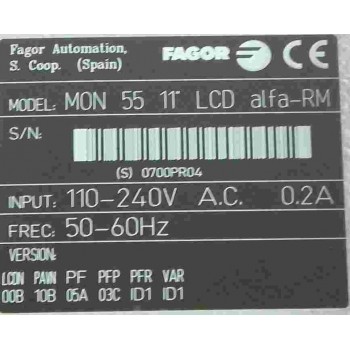 Fagor Automation,
S. Coop. (Spain)
FAGOR CE
MODEL: MON 55 11" LCD alfa-RM
S/N:
(S) 0700PR04
INPUT: 110-240V A.C. 0.2A
FREC: 50-60Hz
VERSION:
LCDN PAWN PF PFP PFR VAR
00B 10B 05A 03C ID1 ID1